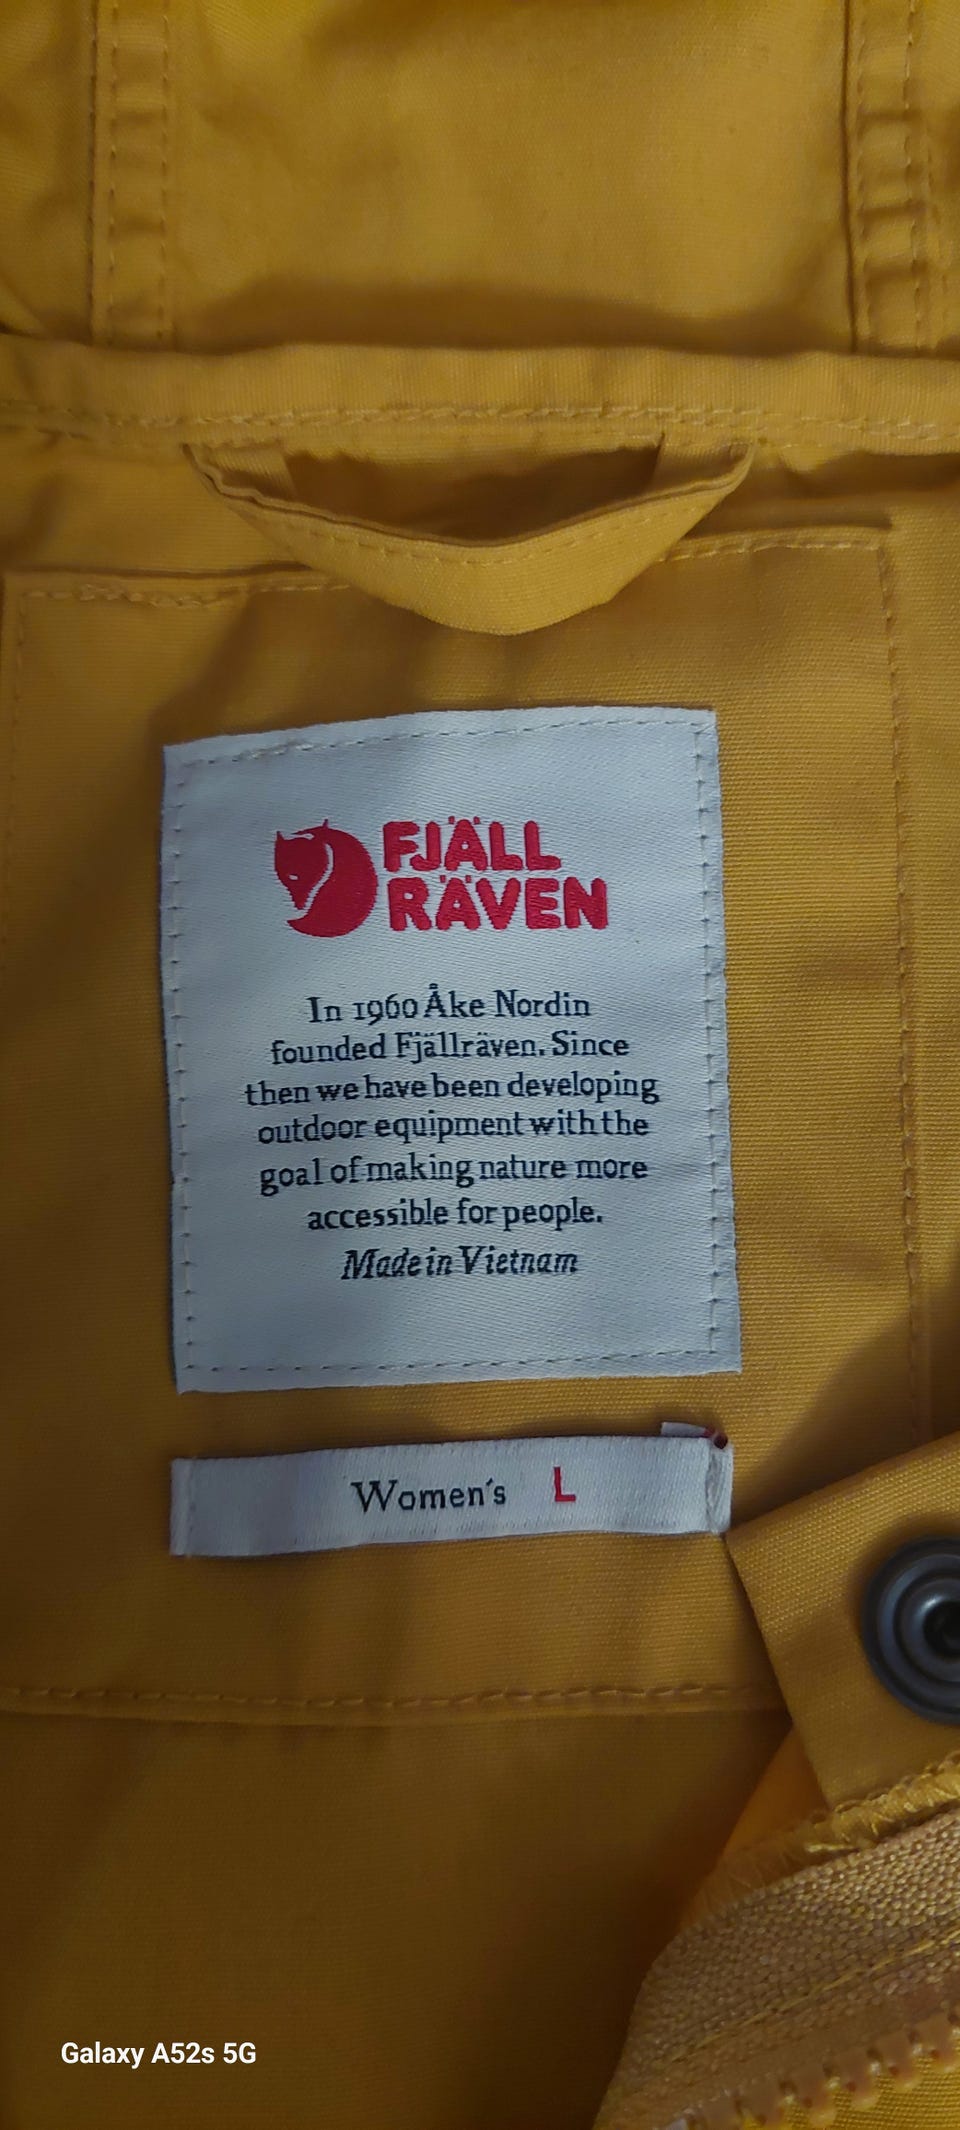 FJÄLL
RÄVEN
In 1960 Åke Nordin
founded Fjällräven. Since
then we have been developing
outdoor equipment with the
goal of making nature more
accessible for people.
Made in Vietnam
Women's L
Galaxy A52s 5G